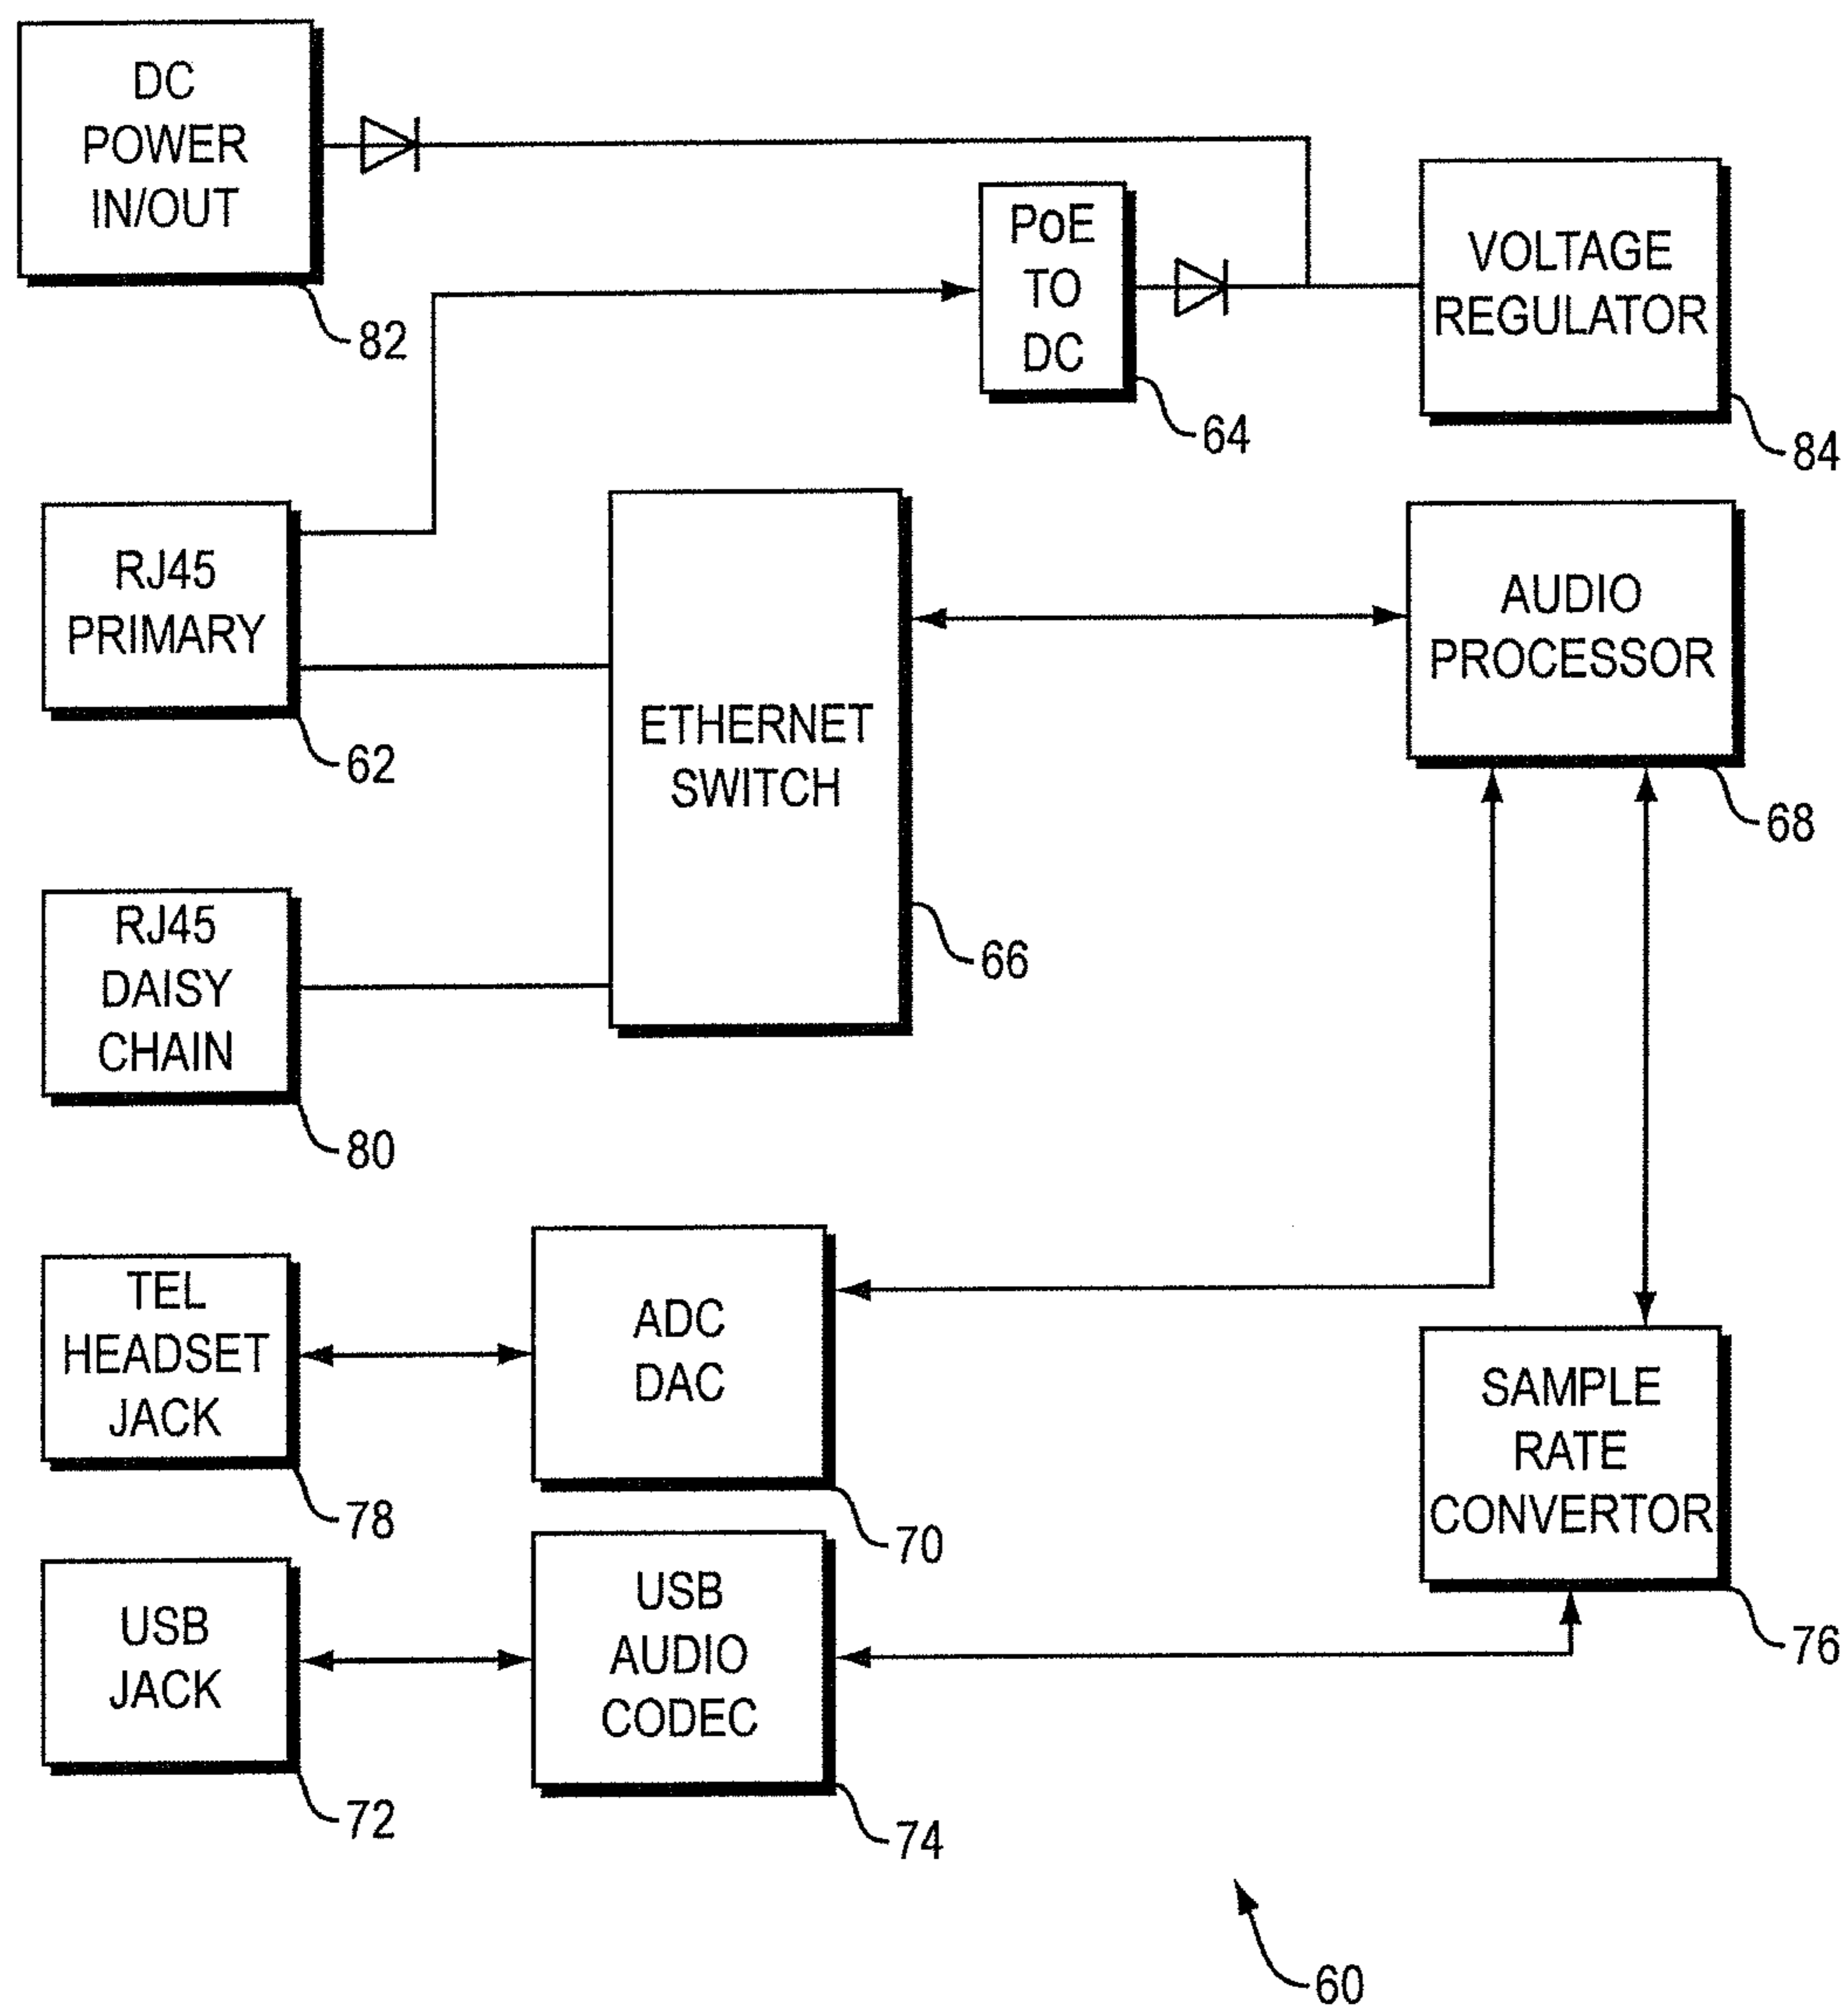 DC
POWER
IN/OUT
82
PoE
TO
DC
64
VOLTAGE
REGULATOR
84
RJ45
PRIMARY
62
ETHERNET
SWITCH
66
AUDIO
PROCESSOR
68
RJ45
DAISY
CHAIN
80
TEL
HEADSET
JACK
78
ADC
DAC
70
SAMPLE
RATE
CONVERTOR
76
USB
JACK
72
USB
AUDIO
CODEC
74
60